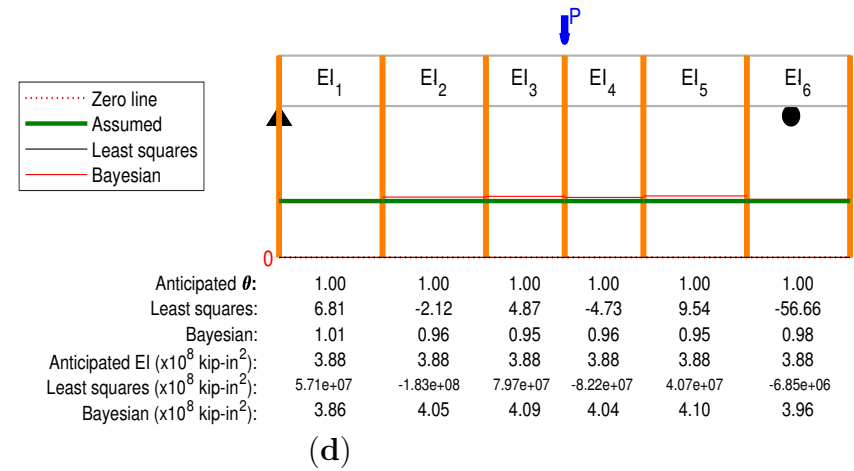 P
EI1 EI2 EI3 EI4 EI5 EI6
Zero line
Assumed
Least squares
Bayesian
0
Anticipated θ: 1.00 1.00 1.00 1.00 1.00 1.00
Least squares: 6.81 -2.12 4.87 -4.73 9.54 -56.66
Bayesian: 1.01 0.96 0.95 0.96 0.95 0.98
Anticipated EI (x10^8 kip-in^2): 3.88 3.88 3.88 3.88 3.88 3.88
Least squares (x10^8 kip-in^2): 5.71e+07 -1.83e+08 7.97e+07 -8.22e+07 4.07e+07 -6.85e+06
Bayesian (x10^8 kip-in^2): 3.86 4.05 4.09 4.04 4.10 3.96
(d)